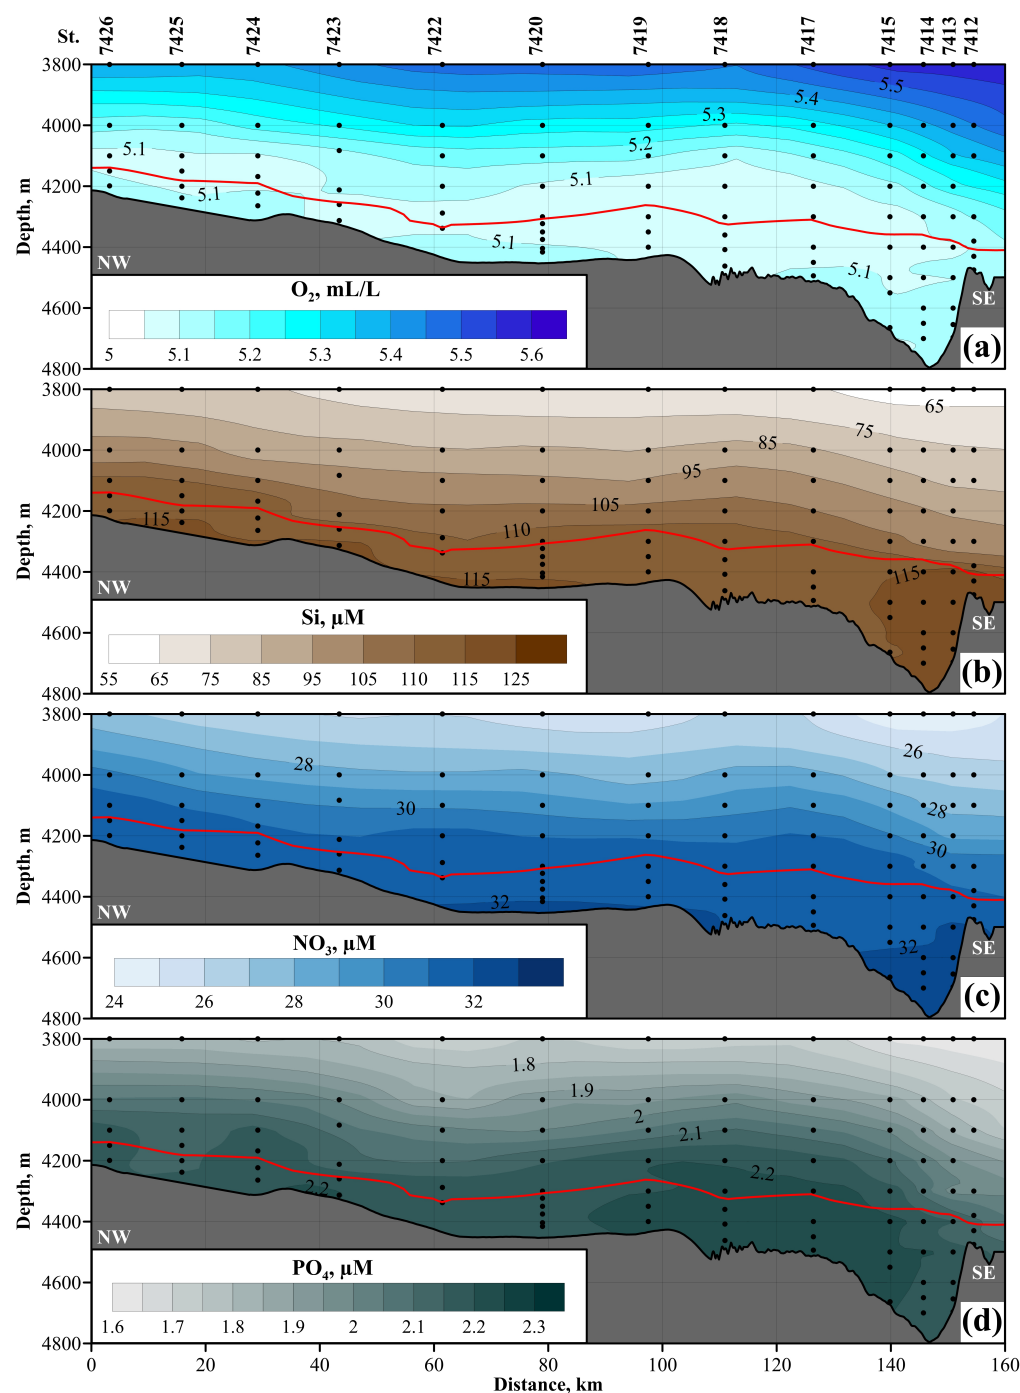 St. 7426 7425 7424 7423 7422 7420 7419 7418 7417 7415 7414 7413 7412
Depth, m
3800
4000
4200
4400
4600
4800
5.5
5.4
5.3
5.2
5.1
5.1
5.1
5.1
5.1
NW
SE
O₂, mL/L
5 5.1 5.2 5.3 5.4 5.5 5.6
(a)
Depth, m
3800
4000
4200
4400
4600
4800
65
75
85
95
105
110
115
115
115
NW
SE
Si, µM
55 65 75 85 95 105 110 115 125
(b)
Depth, m
3800
4000
4200
4400
4600
4800
26
28
28
30
30
32
32
NW
SE
NO₃, µM
24 26 28 30 32
(c)
Depth, m
3800
4000
4200
4400
4600
4800
1.8
1.9
2
2.1
2.2
2.2
NW
SE
PO₄, µM
1.6 1.7 1.8 1.9 2 2.1 2.2 2.3
(d)
0 20 40 60 80 100 120 140 160
Distance, km